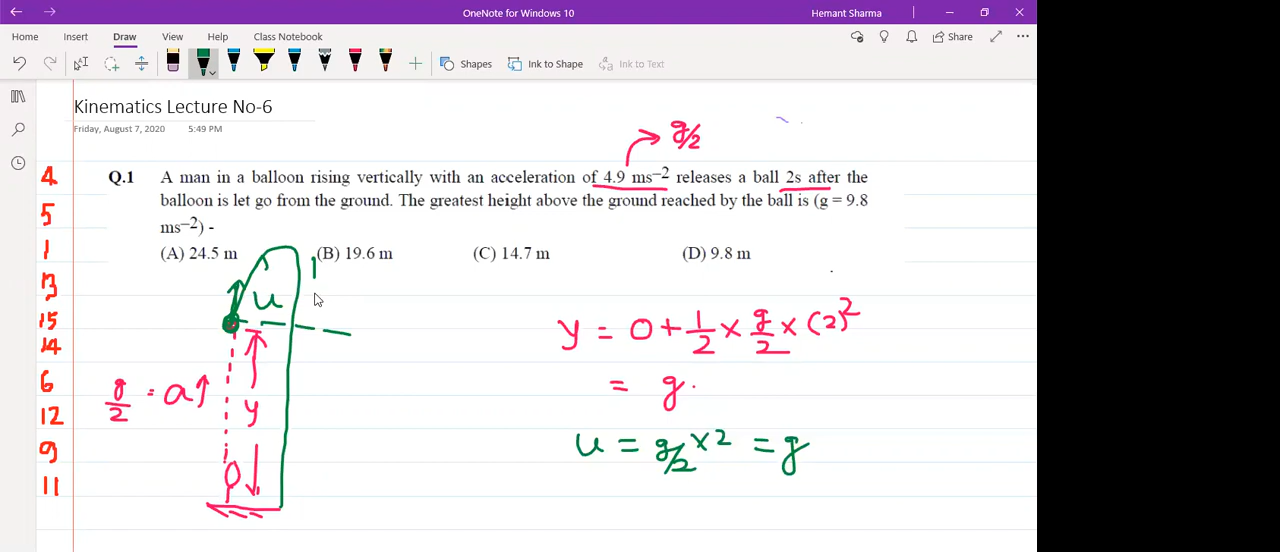 OneNote for Windows 10
Hemant Sharma
Home Insert Draw View Help Class Notebook
Share
Shapes Ink to Shape Ink to Text
Kinematics Lecture No-6
Friday, August 7, 2020 5:49 PM
g/2
4
5
1
13
15
14
6
12
9
11
Q.1 A man in a balloon rising vertically with an acceleration of 4.9 ms−2 releases a ball 2s after the
balloon is let go from the ground. The greatest height above the ground reached by the ball is (g = 9.8
ms−2) -
(A) 24.5 m (B) 19.6 m (C) 14.7 m (D) 9.8 m
u
g/2 = a↑
y
y = 0 + 1/2 × g/2 × (2)²
= g.
u = g/2 × 2 = g